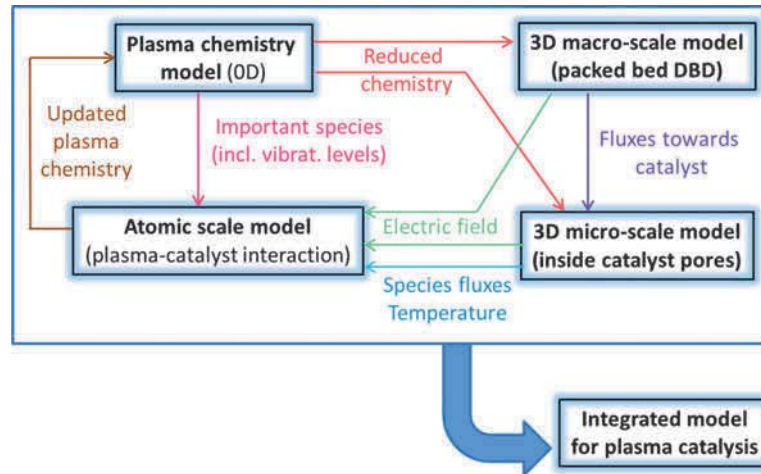 Plasma chemistry
model (0D)
Reduced
chemistry
3D macro-scale model
(packed bed DBD)
Updated
plasma
chemistry
Important species
(incl. vibrat. levels)
Fluxes towards
catalyst
Atomic scale model
(plasma-catalyst interaction)
Electric field
3D micro-scale model
(inside catalyst pores)
Species fluxes
Temperature
Integrated model
for plasma catalysis